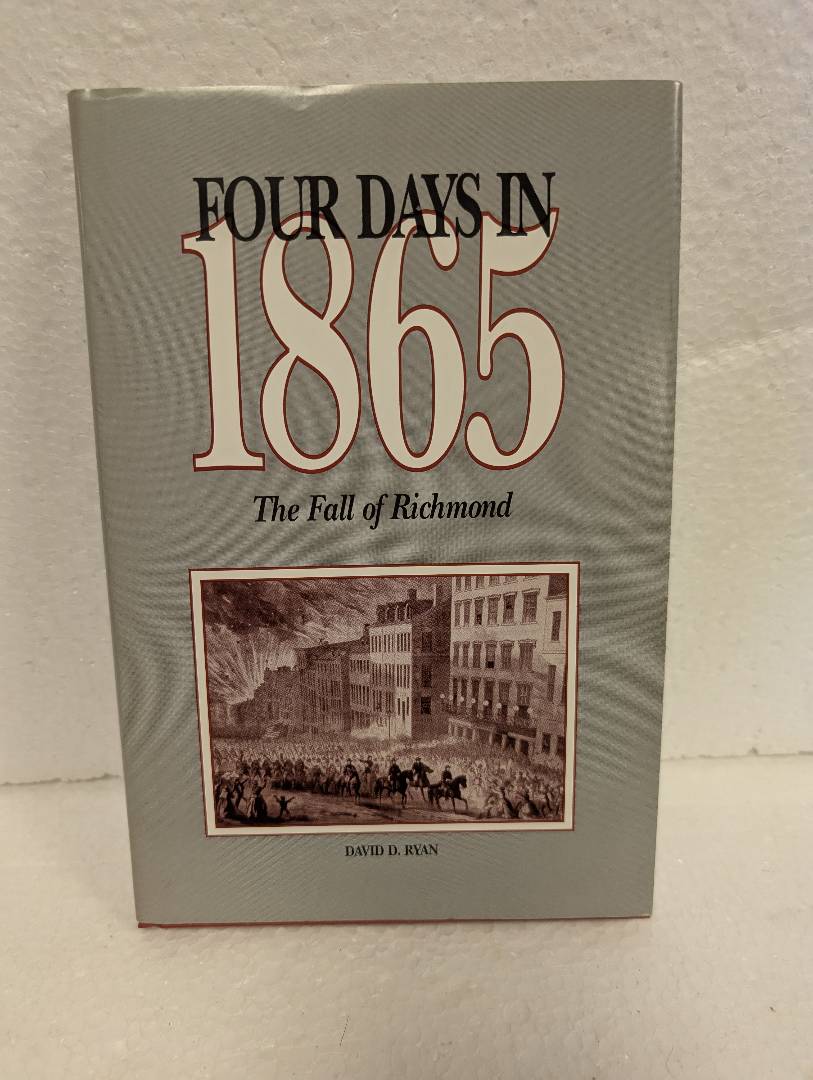 FOUR DAYS IN
1865
The Fall of Richmond
DAVID D. RYAN